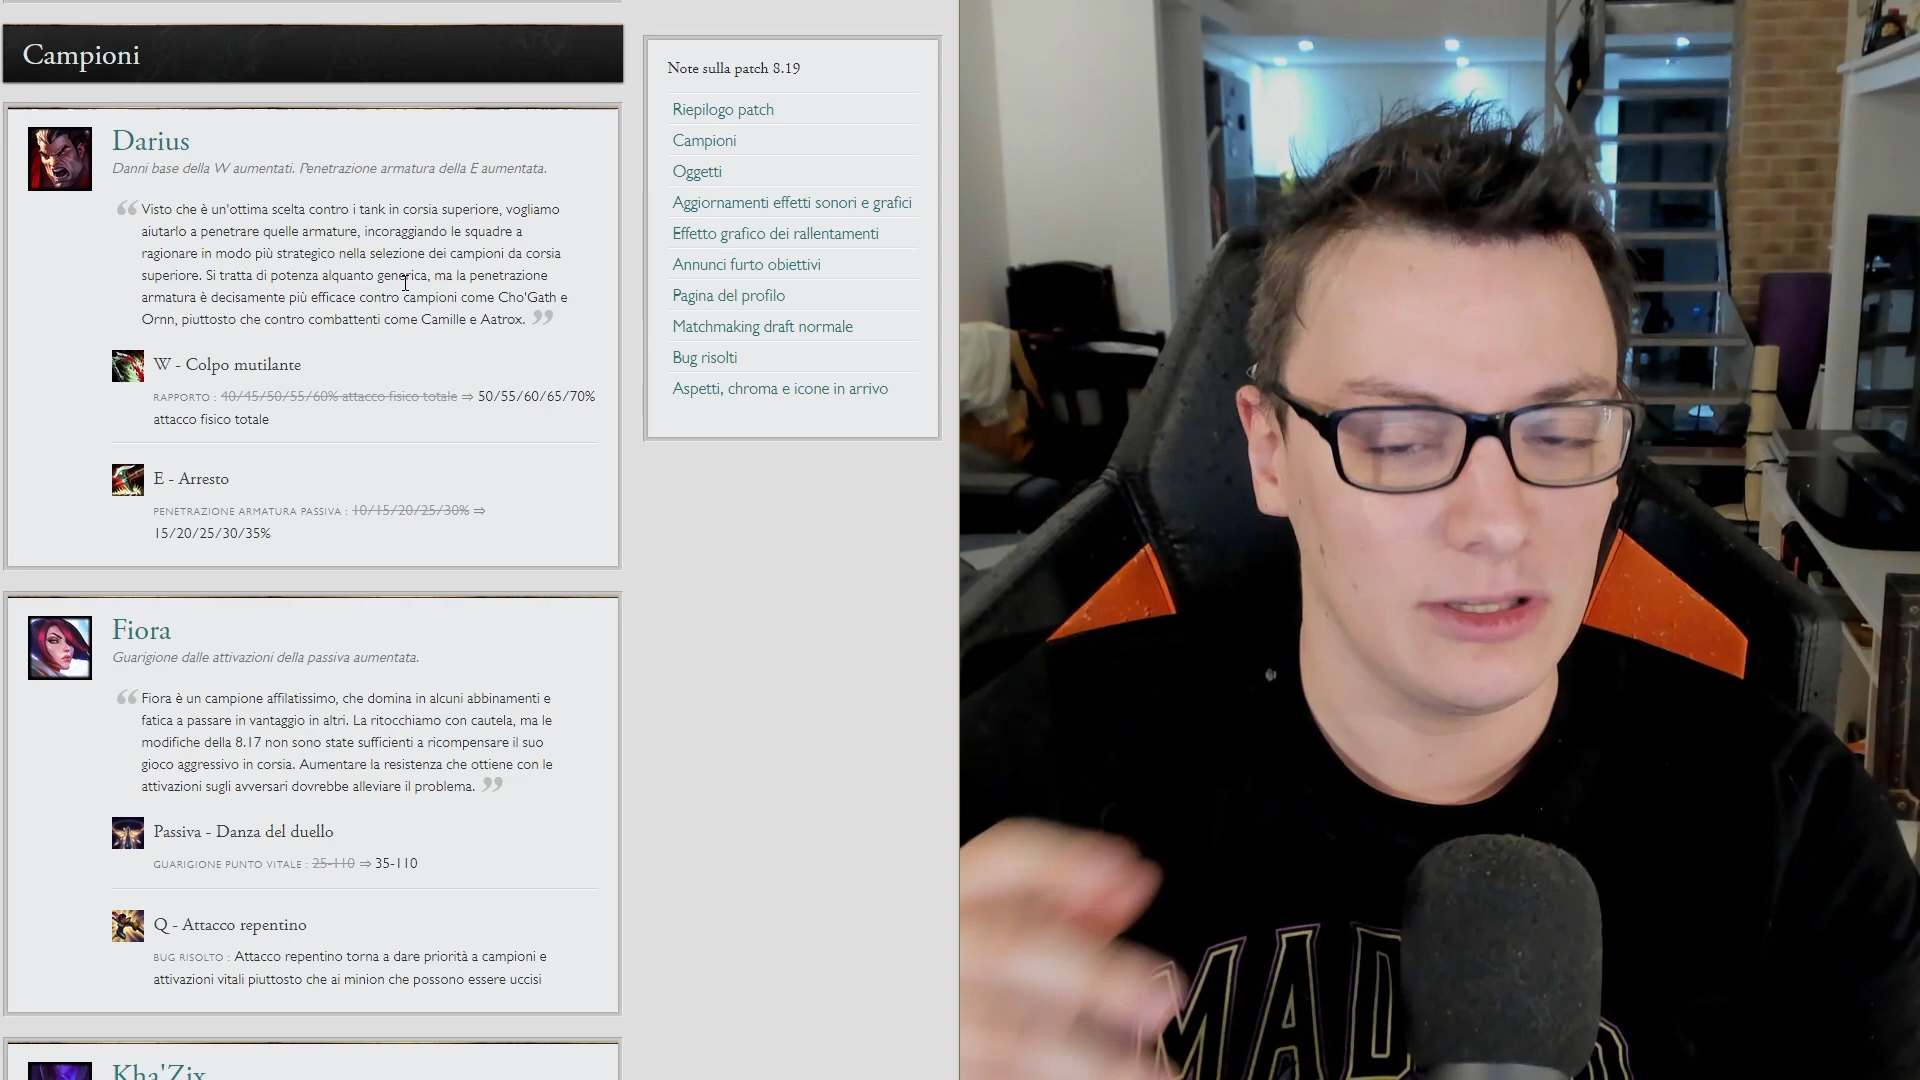 Campioni
Darius
Danni base della W aumentati. Penetrazione armatura della E aumentata.
Visto che è un'ottima scelta contro i tank in corsia superiore, vogliamo
aiutarlo a penetrare quelle armature, incoraggiando le squadre a
ragionare in modo più strategico nella selezione dei campioni da corsia
superiore. Si tratta di potenza alquanto generica, ma la penetrazione
armatura è decisamente più efficace contro campioni come Cho'Gath e
Ornn, piuttosto che contro combattenti come Camille e Aatrox.
W - Colpo mutilante
RAPPORTO : 40/45/50/55/60% attacco fisico totale ⇒ 50/55/60/65/70%
attacco fisico totale
E - Arresto
PENETRAZIONE ARMATURA PASSIVA : 10/15/20/25/30% ⇒
15/20/25/30/35%
Fiora
Guarigione dalle attivazioni della passiva aumentata.
Fiora è un campione affilatissimo, che domina in alcuni abbinamenti e
fatica a passare in vantaggio in altri. La ritocchiamo con cautela, ma le
modifiche della 8.17 non sono state sufficienti a ricompensare il suo
gioco aggressivo in corsia. Aumentare la resistenza che ottiene con le
attivazioni sugli avversari dovrebbe alleviare il problema.
Passiva - Danza del duello
GUARIGIONE PUNTO VITALE : 25-110 ⇒ 35-110
Q - Attacco repentino
BUG RISOLTO : Attacco repentino torna a dare priorità a campioni e
attivazioni vitali piuttosto che ai minion che possono essere uccisi
Kha'Zix
Note sulla patch 8.19
Riepilogo patch
Campioni
Oggetti
Aggiornamenti effetti sonori e grafici
Effetto grafico dei rallentamenti
Annunci furto obiettivi
Pagina del profilo
Matchmaking draft normale
Bug risolti
Aspetti, chroma e icone in arrivo
MAD